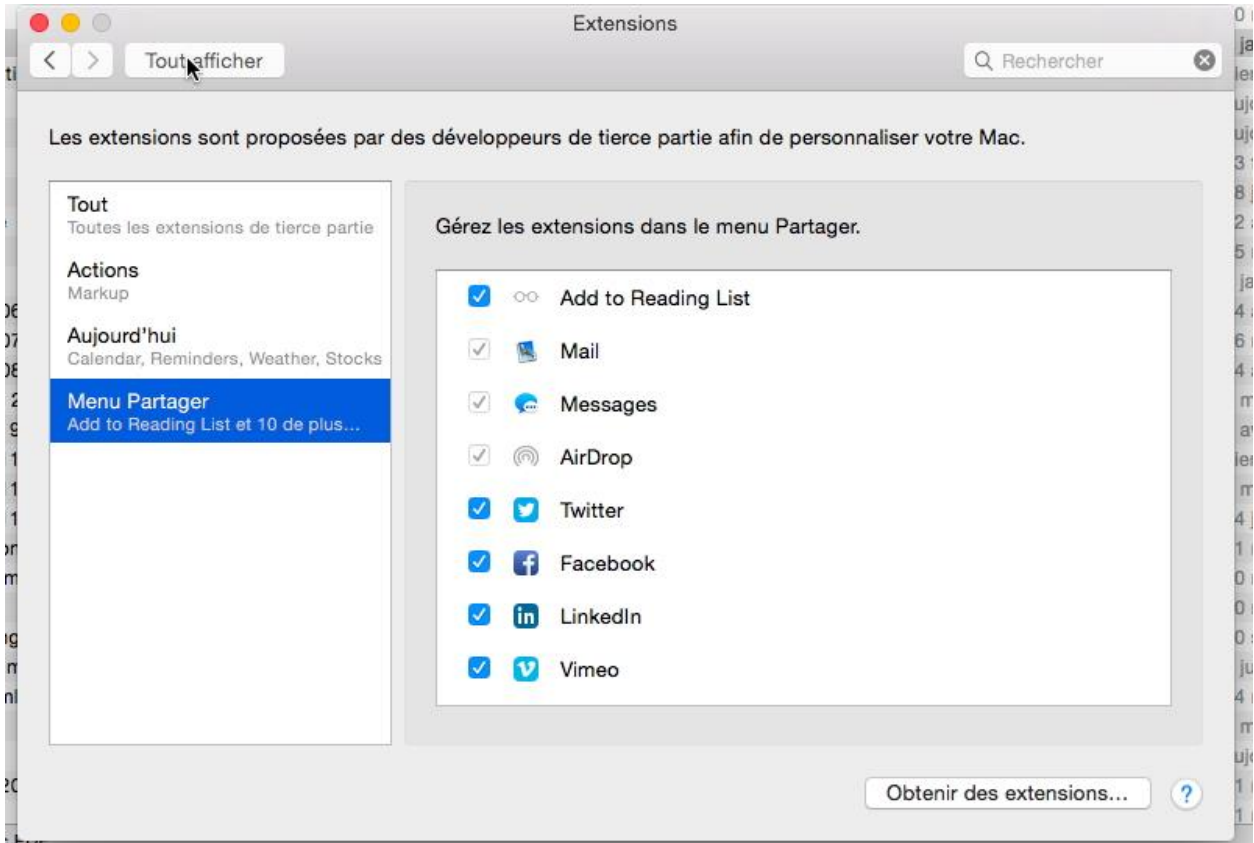 Extensions
Tout afficher
Rechercher
Les extensions sont proposées par des développeurs de tierce partie afin de personnaliser votre Mac.
Tout
Toutes les extensions de tierce partie
Actions
Markup
Aujourd'hui
Calendar, Reminders, Weather, Stocks
Menu Partager
Add to Reading List et 10 de plus...
Gérez les extensions dans le menu Partager.
Add to Reading List
Mail
Messages
AirDrop
Twitter
Facebook
LinkedIn
Vimeo
Obtenir des extensions...
?